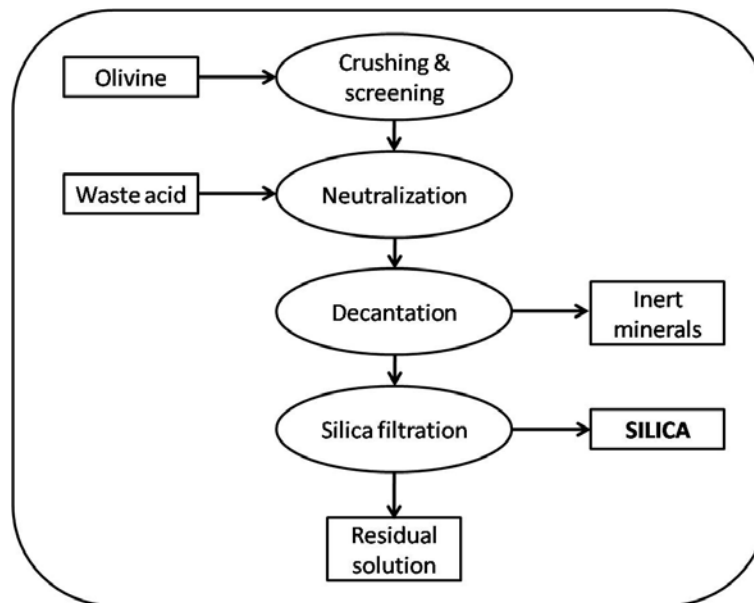 Olivine
Crushing &
screening
Waste acid
Neutralization
Decantation
Inert
minerals
Silica filtration
SILICA
Residual
solution